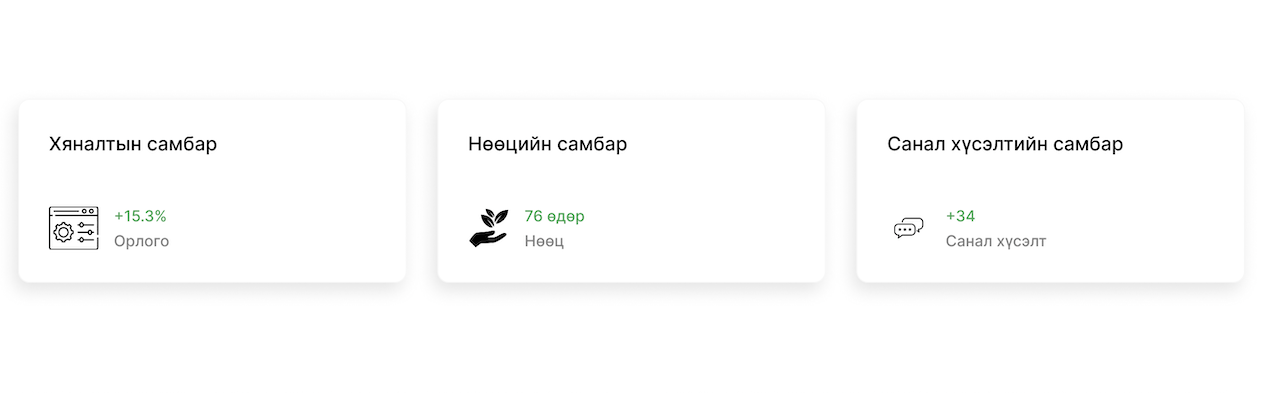 Хяналтын самбар
+15.3%
Орлого
Нөөцийн самбар
76 өдөр
Нөөц
Санал хүсэлтийн самбар
+34
Санал хүсэлт